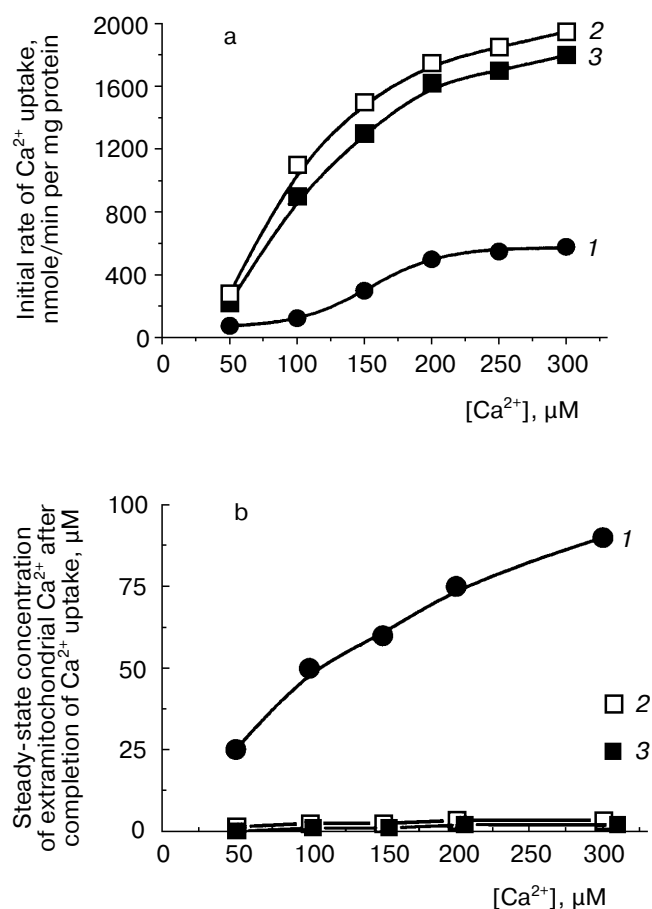 a
Initial rate of Ca²⁺ uptake,
nmole/min per mg protein
2000
1600
1200
800
400
0
2
3
1
0 50 100 150 200 250 300
[Ca²⁺], µM
b
Steady-state concentration
of extramitochondrial Ca²⁺ after
completion of Ca²⁺ uptake, µM
100
75
50
25
0
1
2
3
50 100 150 200 300
[Ca²⁺], µM